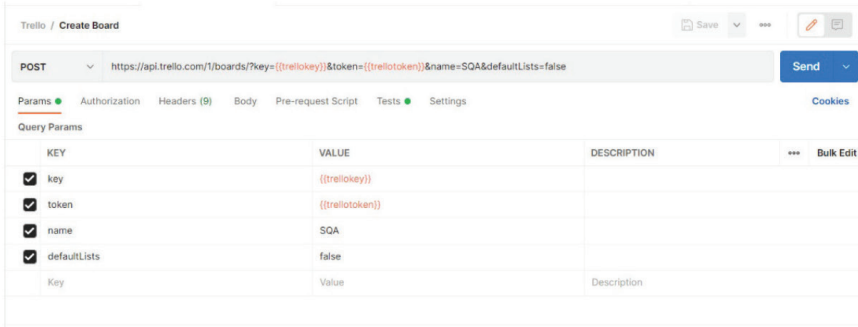 Trello / Create Board
Save
POST https://api.trello.com/1/boards/?key={{trellokey}}&token={{trellotoken}}&name=SQA&defaultLists=false Send
Params Authorization Headers (9) Body Pre-request Script Tests Settings Cookies
Query Params
KEY VALUE DESCRIPTION Bulk Edit
key {{trellokey}}
token {{trellotoken}}
name SQA
defaultLists false
Key Value Description